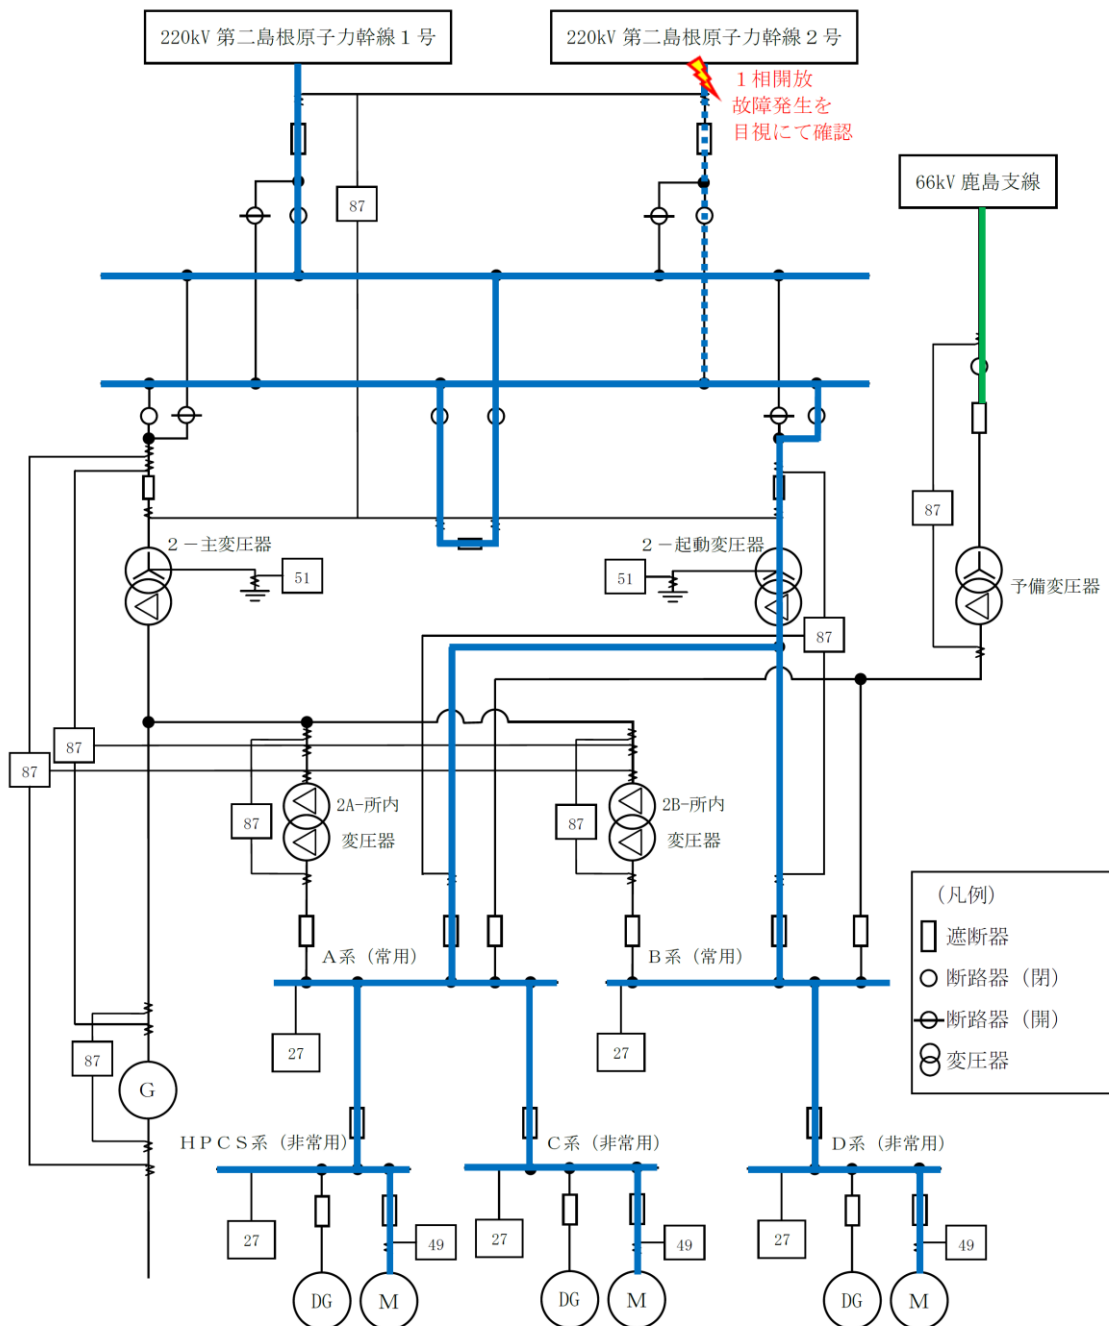 220kV 第二島根原子力幹線１号
220kV 第二島根原子力幹線２号
１相開放
故障発生を
目視にて確認
66kV 鹿島支線
87
87
２－主変圧器
51
２－起動変圧器
51
予備変圧器
87
87
87
87
2A-所内
変圧器
87
2B-所内
変圧器
(凡例)
遮断器
断路器（閉）
断路器（開）
変圧器
Ａ系（常用）
Ｂ系（常用）
27
27
87
G
ＨＰＣＳ系（非常用）
Ｃ系（非常用）
Ｄ系（非常用）
27
49
27
49
27
49
DG
M
DG
M
DG
M